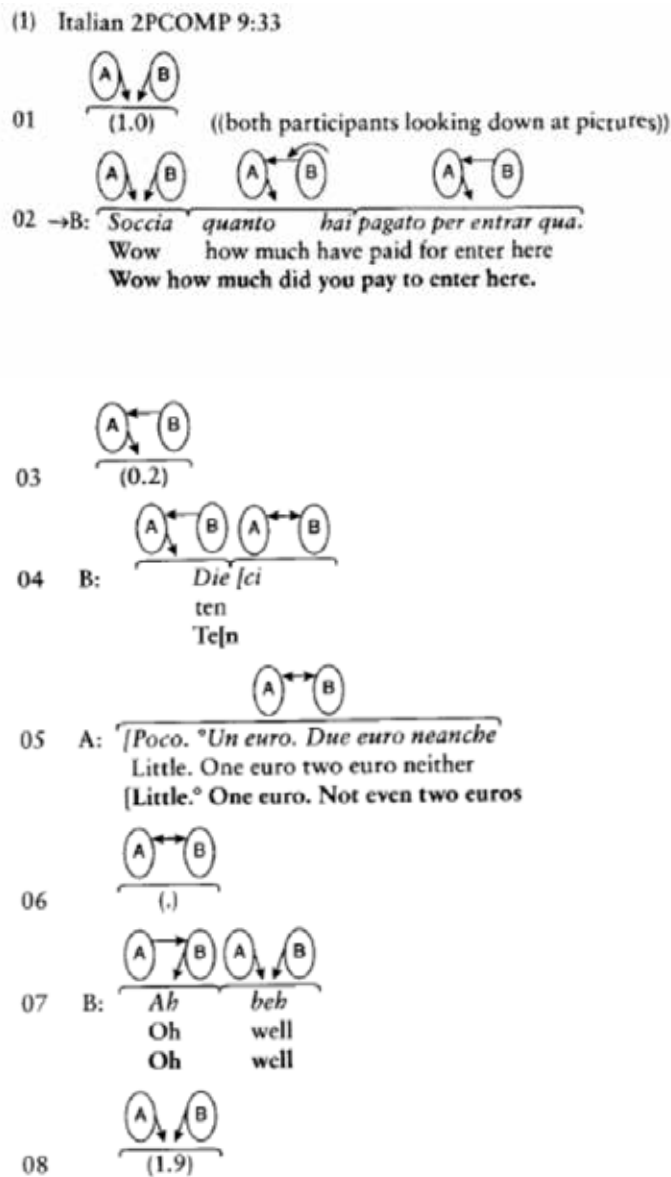 (1) Italian 2PCOMP 9:33
A B
01 (1.0) ((both participants looking down at pictures))
A B A B A B
02 →B: Soccia quanto hai pagato per entrar qua.
Wow how much have paid for enter here
Wow how much did you pay to enter here.
A B
03 (0.2)
A B A B
04 B: Die [ci
ten
Te[n
A B
05 A: [Poco. °Un euro. Due euro neanche
Little. One euro two euro neither
[Little.° One euro. Not even two euros
A B
06 (.)
A B A B
07 B: Ah beh
Oh well
Oh well
A B
08 (1.9)